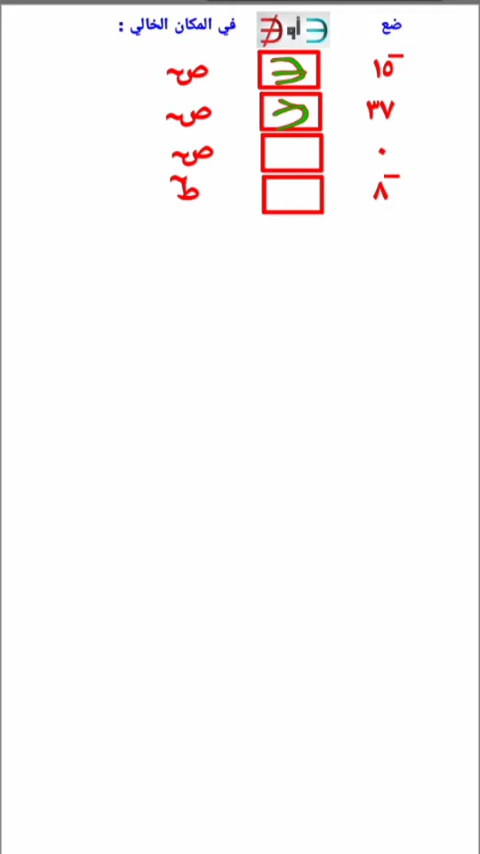 ضع ∈ أو ∉ في المكان الخالي :
⁻١٥ ∈ ص~
٣٧ ص~
٠ ص~
⁻٨ ط